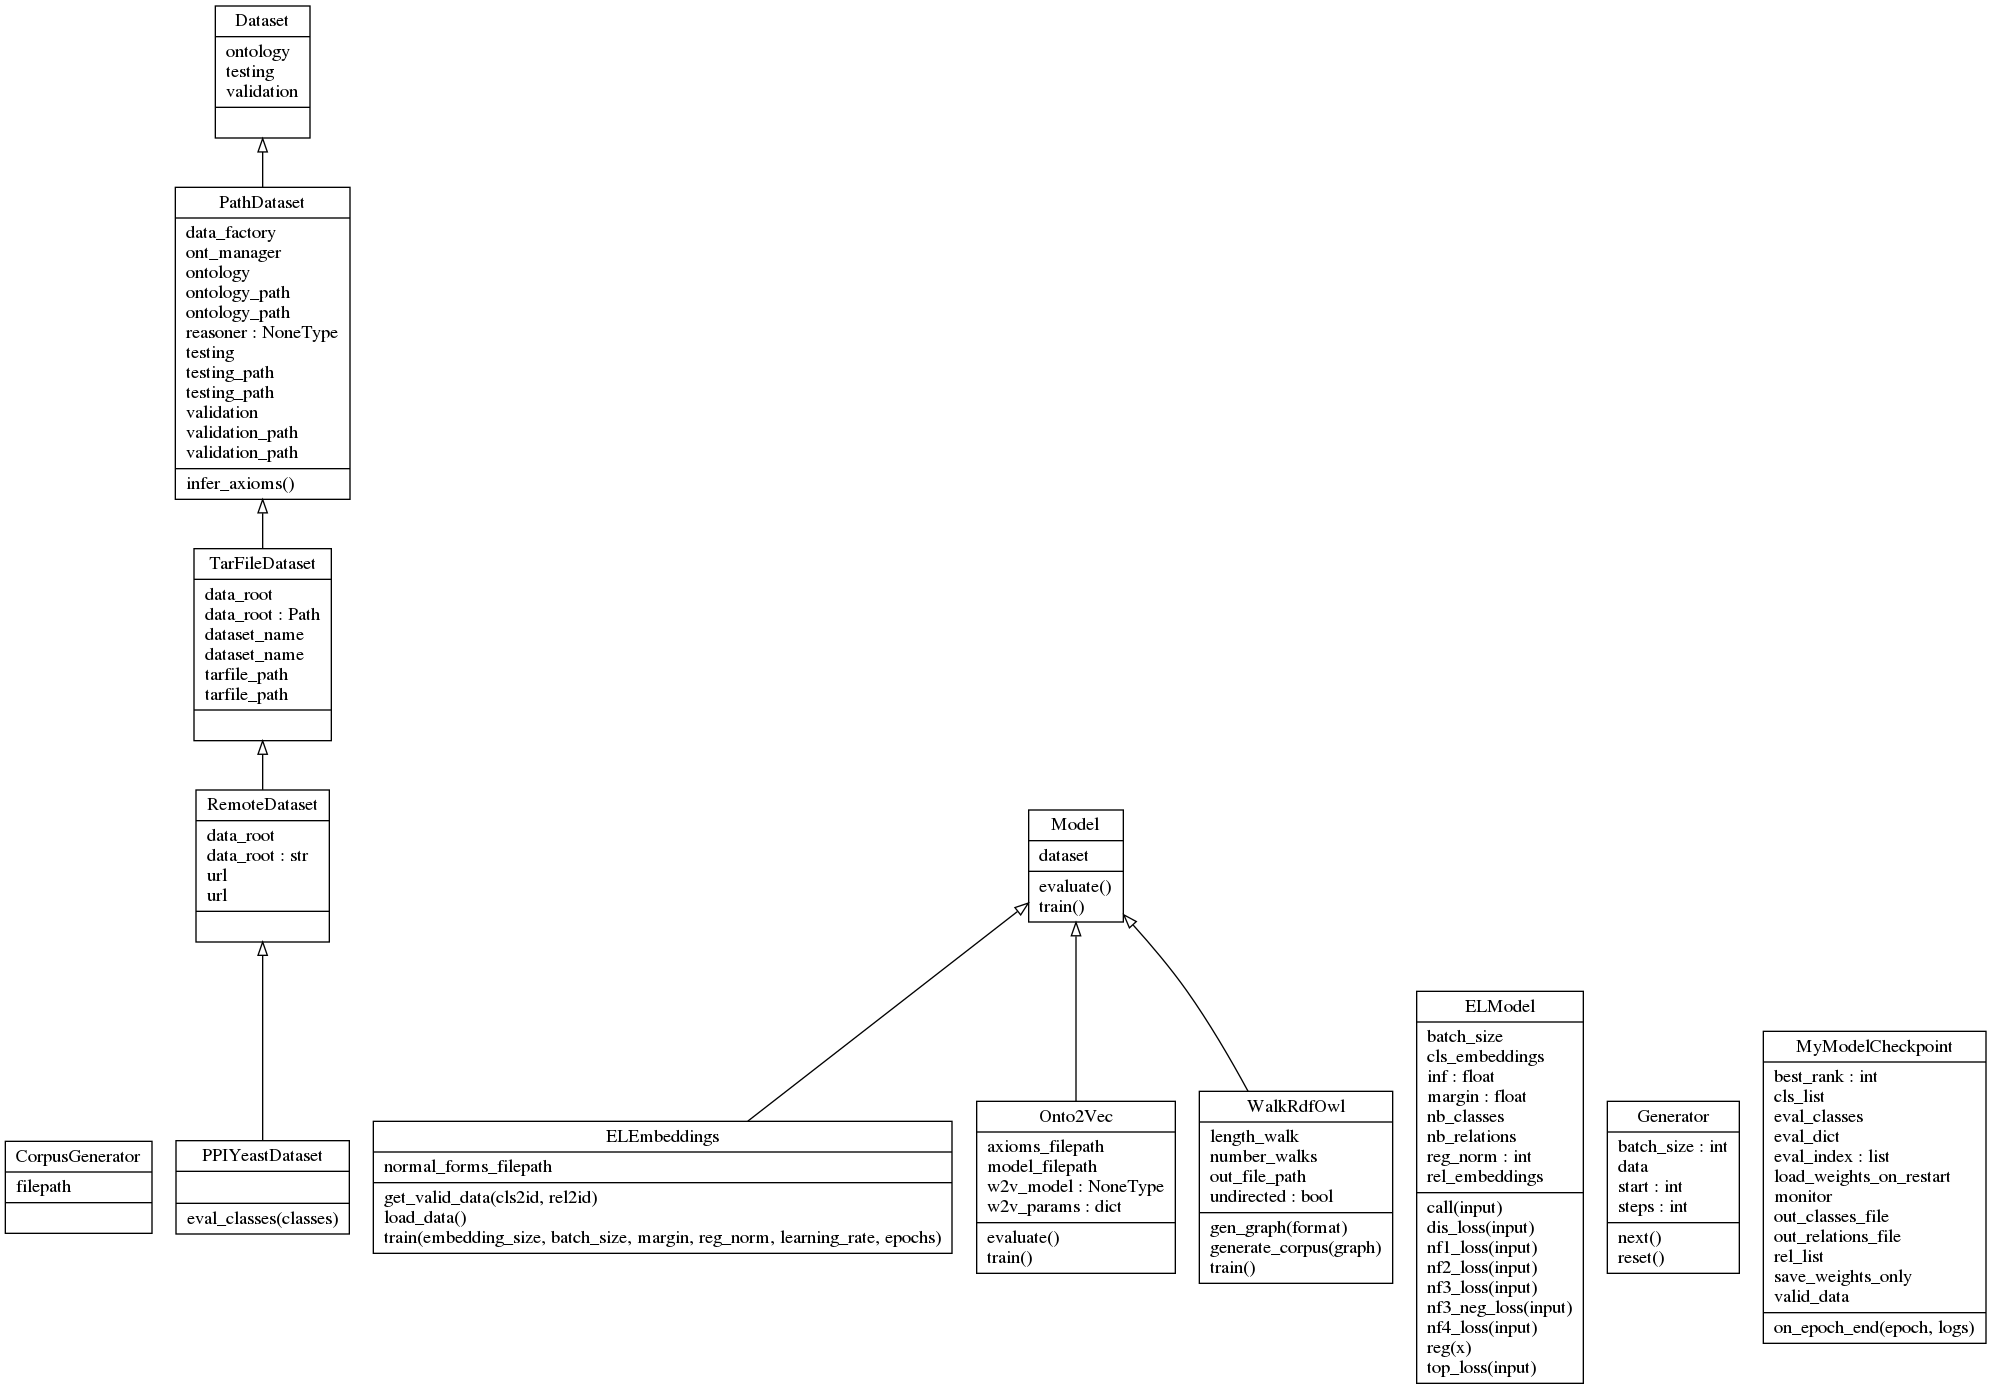 Dataset
ontology
testing
validation
PathDataset
data_factory
ont_manager
ontology
ontology_path
ontology_path
reasoner : NoneType
testing
testing_path
testing_path
validation
validation_path
validation_path
infer_axioms()
TarFileDataset
data_root
data_root : Path
dataset_name
dataset_name
tarfile_path
tarfile_path
RemoteDataset
data_root
data_root : str
url
url
Model
dataset
evaluate()
train()
CorpusGenerator
filepath
PPIYeastDataset
eval_classes(classes)
ELEmbeddings
normal_forms_filepath
get_valid_data(cls2id, rel2id)
load_data()
train(embedding_size, batch_size, margin, reg_norm, learning_rate, epochs)
Onto2Vec
axioms_filepath
model_filepath
w2v_model : NoneType
w2v_params : dict
evaluate()
train()
WalkRdfOwl
length_walk
number_walks
out_file_path
undirected : bool
gen_graph(format)
generate_corpus(graph)
train()
ELModel
batch_size
cls_embeddings
inf : float
margin : float
nb_classes
nb_relations
reg_norm : int
rel_embeddings
call(input)
dis_loss(input)
nf1_loss(input)
nf2_loss(input)
nf3_loss(input)
nf3_neg_loss(input)
nf4_loss(input)
reg(x)
top_loss(input)
Generator
batch_size : int
data
start : int
steps : int
next()
reset()
MyModelCheckpoint
best_rank : int
cls_list
eval_classes
eval_dict
eval_index : list
load_weights_on_restart
monitor
out_classes_file
out_relations_file
rel_list
save_weights_only
valid_data
on_epoch_end(epoch, logs)